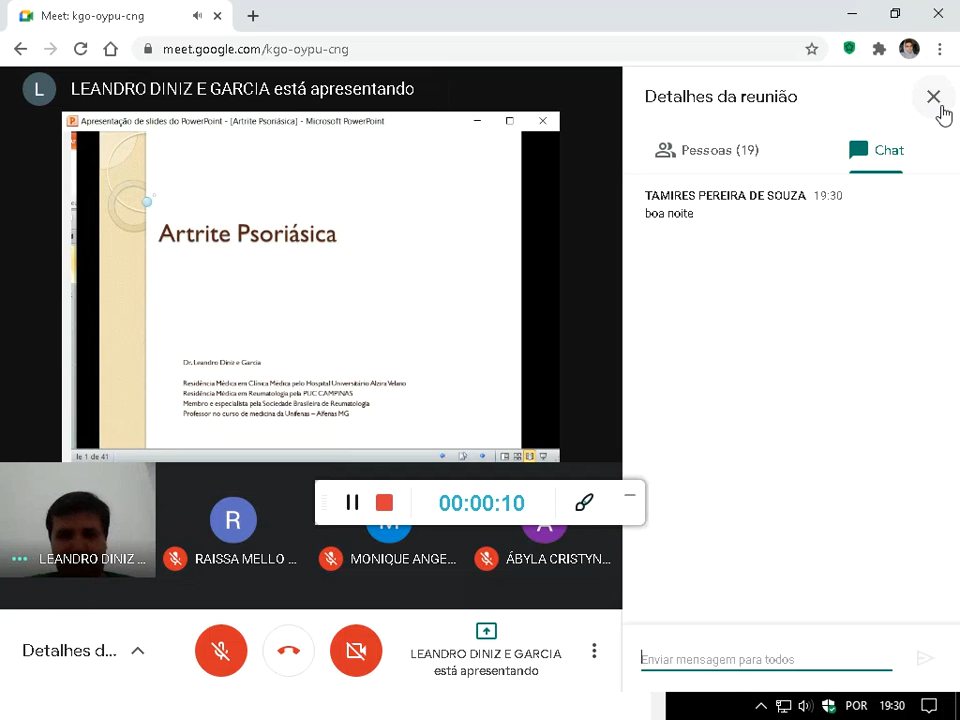 Meet: kgo-oypu-cng
meet.google.com/kgo-oypu-cng
L
LEANDRO DINIZ E GARCIA está apresentando
Apresentação de slides do PowerPoint - [Artrite Psoriásica] - Microsoft PowerPoint
Artrite Psoriásica
Dr. Leandro Diniz e Garcia
Residência Médica em Clínica Médica pelo Hospital Universitário Alzira Velano
Residência Médica em Reumatologia pela PUC CAMPINAS
Membro e especialista pela Sociedade Brasileira de Reumatologia
Professor no curso de medicina da Unifenas – Alfenas MG
le 1 de 41
00:00:10
R
LEANDRO DINIZ ...
RAISSA MELLO ...
MONIQUE ANGE...
ÁBYLA CRISTYN...
Detalhes d...
LEANDRO DINIZ E GARCIA
está apresentando
Detalhes da reunião
Pessoas (19)
Chat
TAMIRES PEREIRA DE SOUZA 19:30
boa noite
Enviar mensagem para todos
POR 19:30